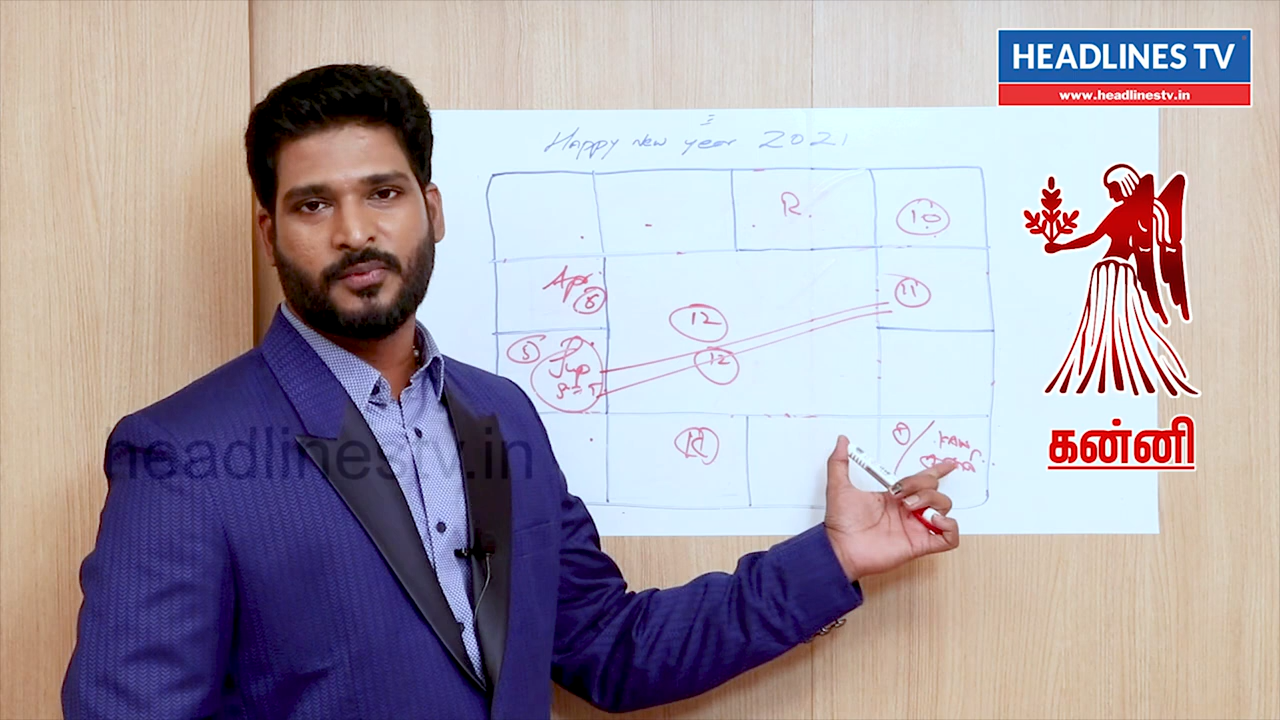 HEADLINES TV
www.headlinestv.in
Happy New year 2021
R.
10
Apr
6
11
12
5
Jup
12
headlinestv.in
கன்னி